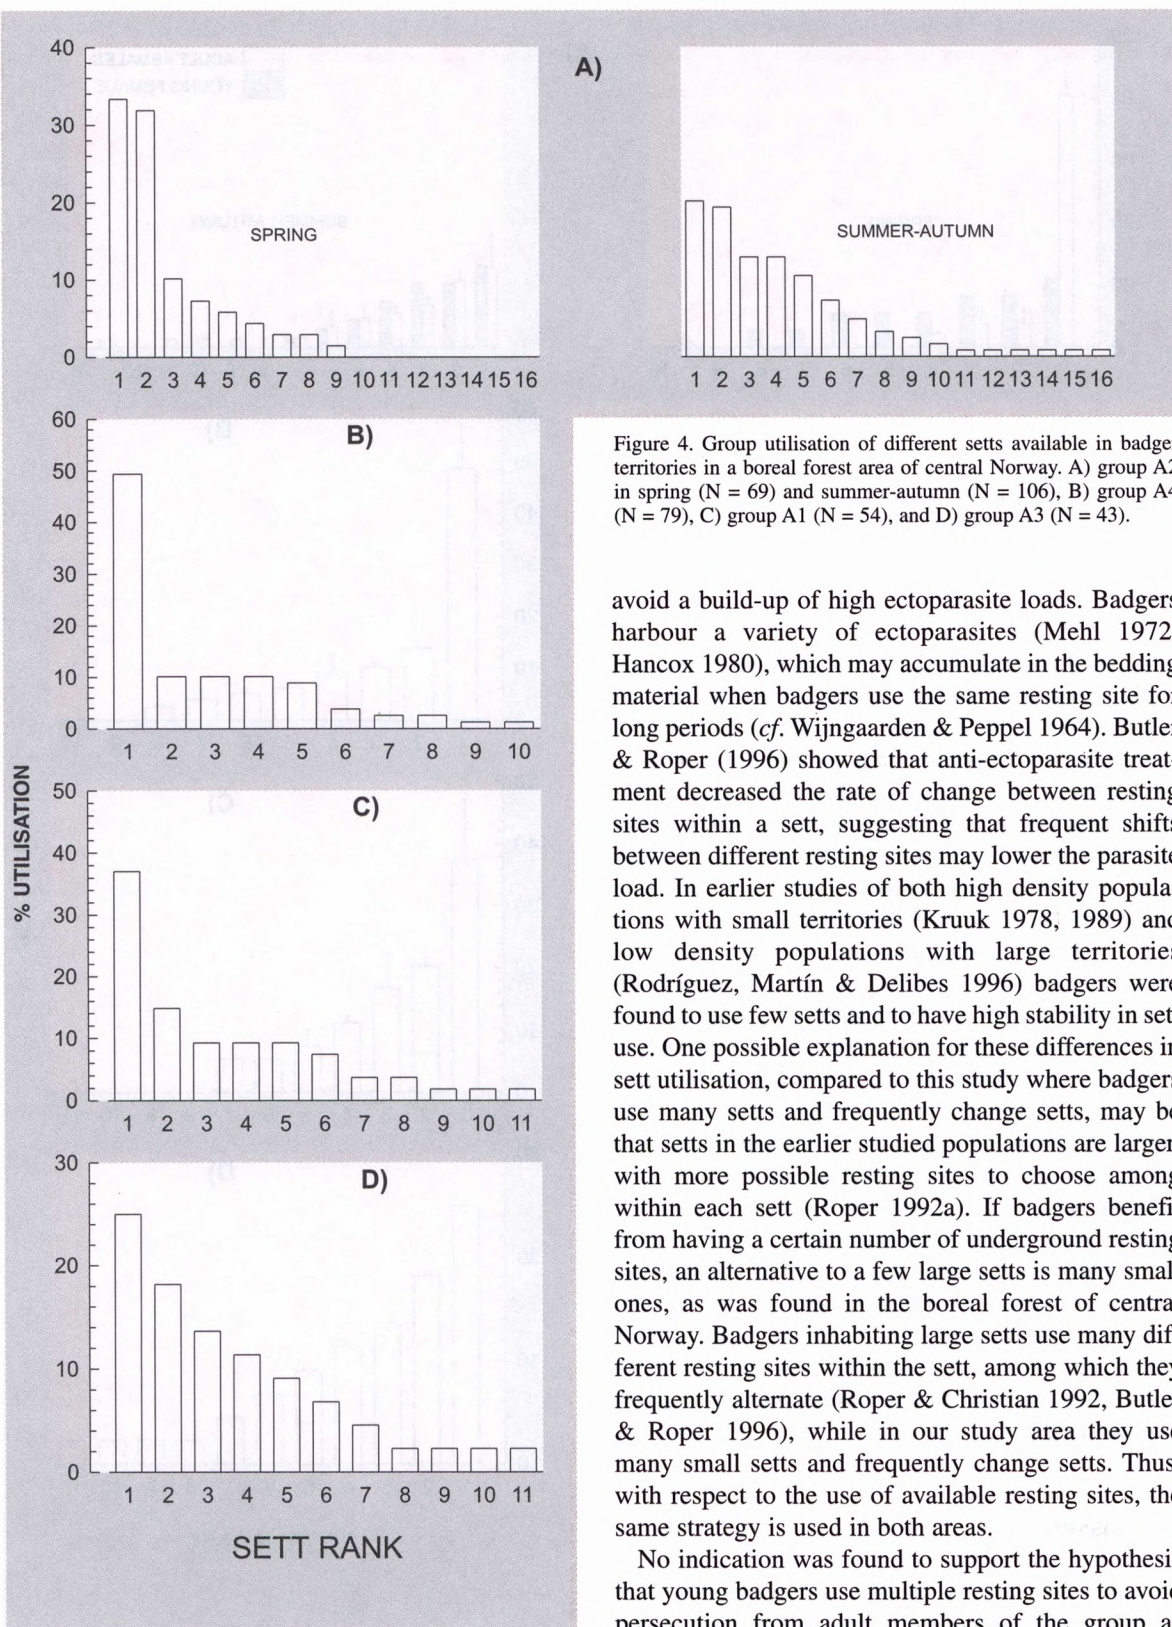 A)
40
30
20
10
0
SPRING
1 2 3 4 5 6 7 8 9 10 11 12 13 14 15 16
SUMMER-AUTUMN
1 2 3 4 5 6 7 8 9 10 11 12 13 14 15 16
B)
60
50
40
30
20
10
0
1 2 3 4 5 6 7 8 9 10
% UTILISATION
C)
50
40
30
20
10
0
1 2 3 4 5 6 7 8 9 10 11
D)
30
20
10
0
1 2 3 4 5 6 7 8 9 10 11
SETT RANK
Figure 4. Group utilisation of different setts available in badge
territories in a boreal forest area of central Norway. A) group A2
in spring (N = 69) and summer-autumn (N = 106), B) group A4
(N = 79), C) group A1 (N = 54), and D) group A3 (N = 43).
avoid a build-up of high ectoparasite loads. Badgers
harbour a variety of ectoparasites (Mehl 1972
Hancox 1980), which may accumulate in the bedding
material when badgers use the same resting site fo
long periods (cf. Wijngaarden & Peppel 1964). Butle
& Roper (1996) showed that anti-ectoparasite treat-
ment decreased the rate of change between resting
sites within a sett, suggesting that frequent shifts
between different resting sites may lower the parasite
load. In earlier studies of both high density popula
tions with small territories (Kruuk 1978, 1989) and
low density populations with large territories
(Rodríguez, Martín & Delibes 1996) badgers were
found to use few setts and to have high stability in set
use. One possible explanation for these differences in
sett utilisation, compared to this study where badgers
use many setts and frequently change setts, may be
that setts in the earlier studied populations are larger
with more possible resting sites to choose among
within each sett (Roper 1992a). If badgers benefi
from having a certain number of underground resting
sites, an alternative to a few large setts is many smal
ones, as was found in the boreal forest of centra
Norway. Badgers inhabiting large setts use many dif
ferent resting sites within the sett, among which they
frequently alternate (Roper & Christian 1992, Butle
& Roper 1996), while in our study area they use
many small setts and frequently change setts. Thus
with respect to the use of available resting sites, the
same strategy is used in both areas.
No indication was found to support the hypothesi
that young badgers use multiple resting sites to avoid
persecution from adult members of the group a